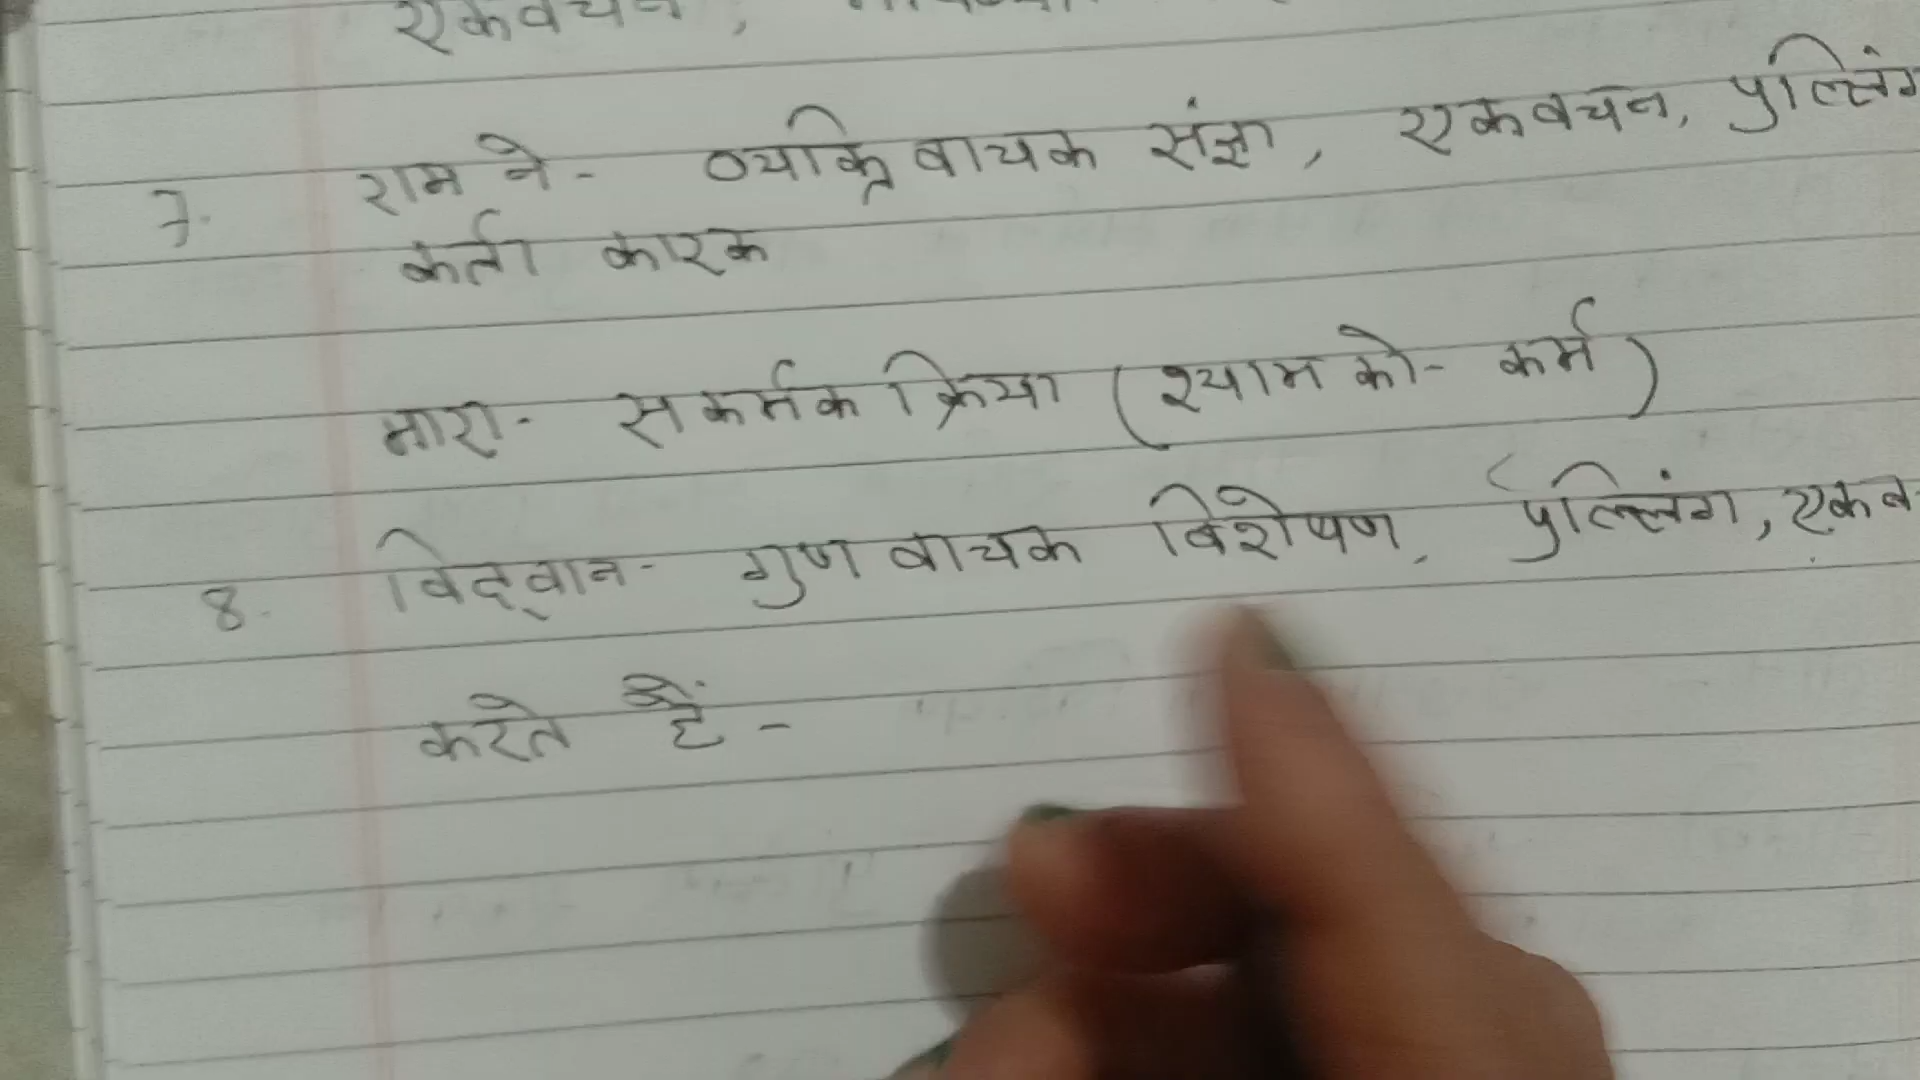 एकवचन,
7. राम ने - व्यक्तिवाचक संज्ञा, एकवचन, पुल्लिंग
कर्ता कारक
मारा - सकर्मक क्रिया (श्याम को - कर्म)
8. विद्वान - गुणवाचक विशेषण, पुल्लिंग, एकव
करते हैं -